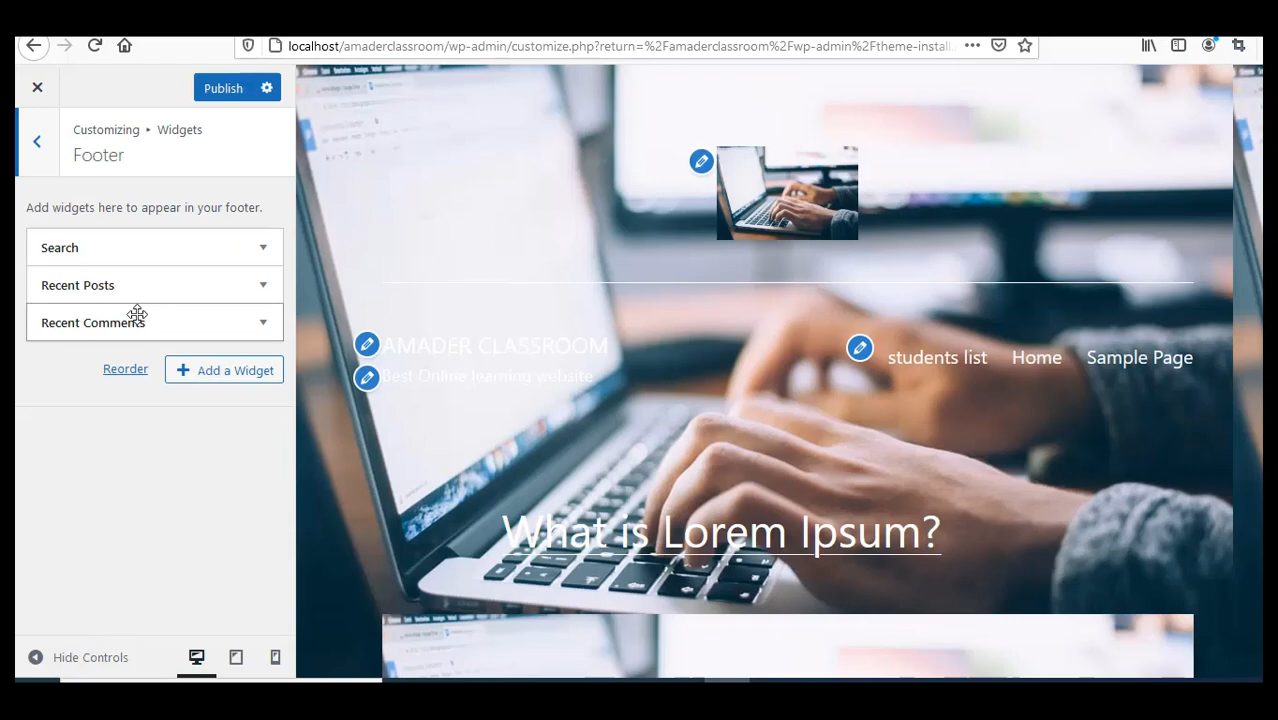 localhost/amaderclassroom/wp-admin/customize.php?return=%2Famaderclassroom%2Fwp-admin%2Ftheme-install.
Publish
Customizing ▸ Widgets
Footer
Add widgets here to appear in your footer.
Search
Recent Posts
Recent Comments
Reorder
Add a Widget
Hide Controls
AMADER CLASSROOM
Best Online learning website
students list
Home
Sample Page
What is Lorem Ipsum?